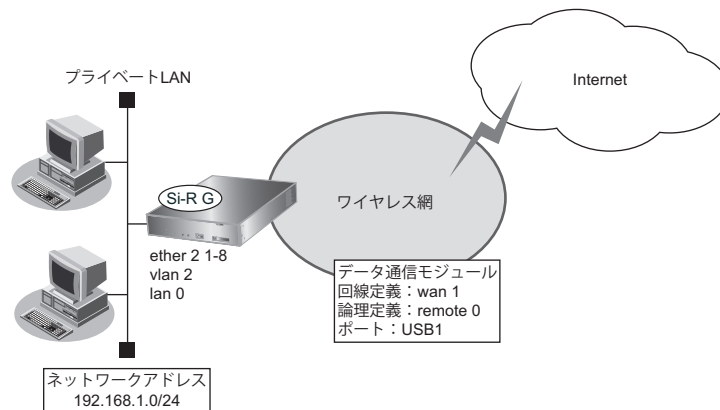 プライベートLAN
Internet
Si-R G
ワイヤレス網
ether 2 1-8
vlan 2
lan 0
データ通信モジュール
回線定義：wan 1
論理定義：remote 0
ポート：USB1
ネットワークアドレス
192.168.1.0/24